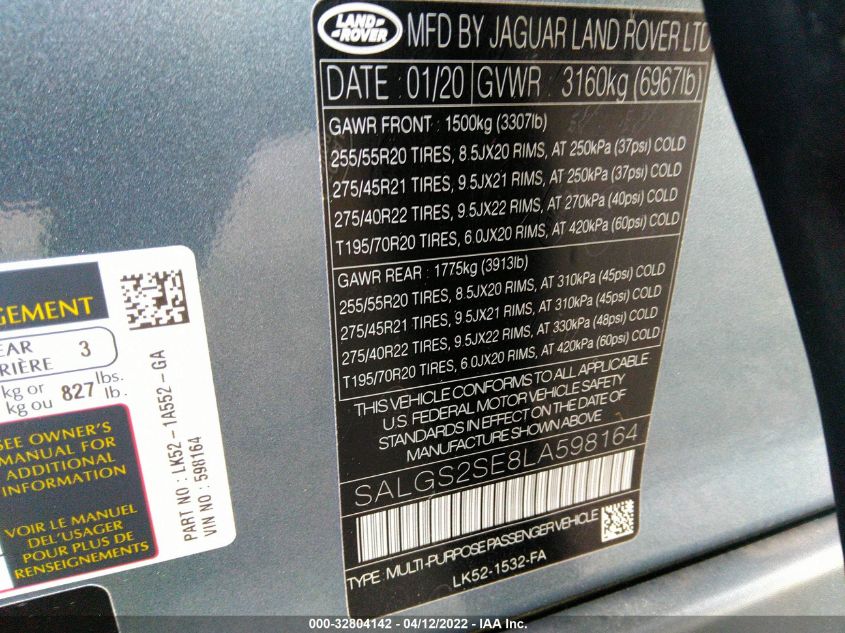 LAND
ROVER
MFD BY JAGUAR LAND ROVER LTD
DATE 01/20 GVWR : 3160kg (6967lb)
GAWR FRONT : 1500kg (3307lb)
255/55R20 TIRES, 8.5JX20 RIMS, AT 250kPa (37psi) COLD
275/45R21 TIRES, 9.5JX21 RIMS, AT 250kPa (37psi) COLD
275/40R22 TIRES, 9.5JX22 RIMS, AT 270kPa (40psi) COLD
T195/70R20 TIRES, 6.0JX20 RIMS, AT 420kPa (60psi) COLD
GAWR REAR : 1775kg (3913lb)
255/55R20 TIRES, 8.5JX20 RIMS, AT 310kPa (45psi) COLD
275/45R21 TIRES, 9.5JX21 RIMS, AT 310kPa (45psi) COLD
275/40R22 TIRES, 9.5JX22 RIMS, AT 330kPa (48psi) COLD
T195/70R20 TIRES, 6.0JX20 RIMS, AT 420kPa (60psi) COLD
THIS VEHICLE CONFORMS TO ALL APPLICABLE
U.S. FEDERAL MOTOR VEHICLE SAFETY
STANDARDS IN EFFECT ON THE DATE OF
MANUFACTURE SHOWN ABOVE
SALGS2SE8LA598164
TYPE : MULTI-PURPOSE PASSENGER VEHICLE
LK52-1532-FA
3
kg or
kg ou 827 lbs.
lb.
SEE OWNER'S
MANUAL FOR
ADDITIONAL
INFORMATION
VOIR LE MANUEL
DE L'USAGER
POUR PLUS DE
RENSEIGNEMENTS
PART NO : LK52-1A552-GA
VIN NO : 598164
000-32804142 - 04/12/2022 - IAA Inc.